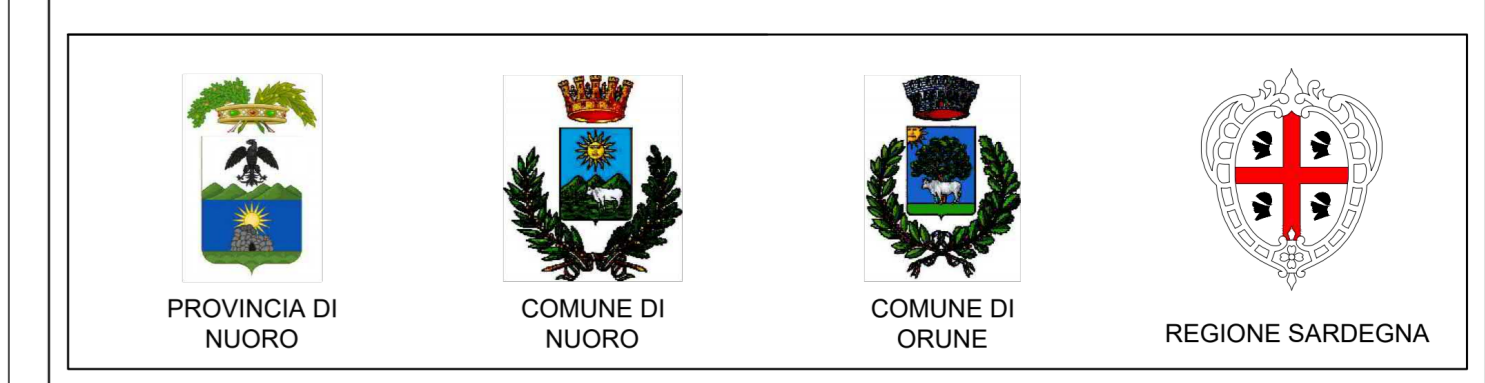 PROVINCIA DI
NUORO
COMUNE DI
NUORO
COMUNE DI
ORUNE
REGIONE SARDEGNA